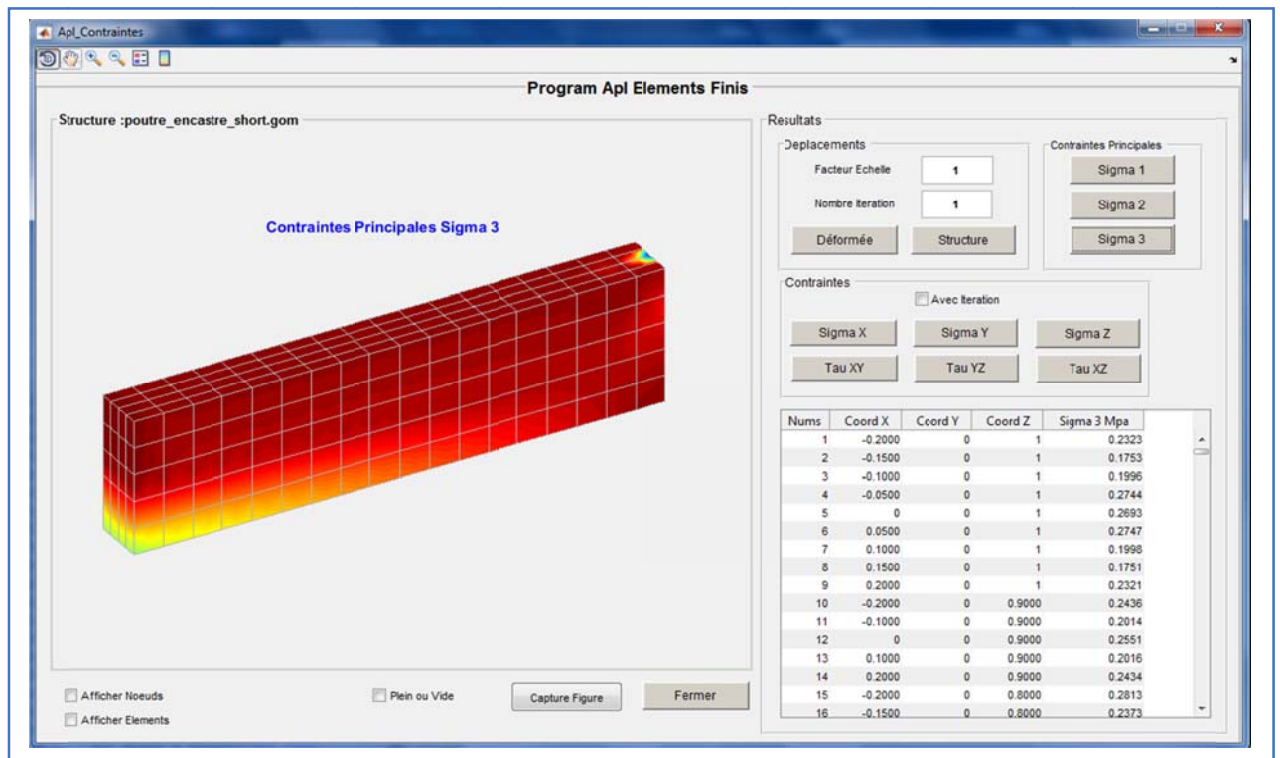 Apl_Contraintes
Program Apl Elements Finis
Structure :poutre_encastre_short.gom
Contraintes Principales Sigma 3
Afficher Noeuds
Afficher Elements
Plein ou Vide
Capture Figure
Fermer
Resultats
Deplacements
Facteur Echelle 1
Nombre Iteration 1
Déformée Structure
Contraintes Principales
Sigma 1
Sigma 2
Sigma 3
Contraintes
Avec Iteration
Sigma X Sigma Y Sigma Z
Tau XY Tau YZ Tau XZ
Nums Coord X Coord Y Coord Z Sigma 3 Mpa
1 -0.2000 0 1 0.2323
2 -0.1500 0 1 0.1753
3 -0.1000 0 1 0.1996
4 -0.0500 0 1 0.2744
5 0 0 1 0.2693
6 0.0500 0 1 0.2747
7 0.1000 0 1 0.1998
8 0.1500 0 1 0.1751
9 0.2000 0 1 0.2321
10 -0.2000 0 0.9000 0.2436
11 -0.1000 0 0.9000 0.2014
12 0 0 0.9000 0.2551
13 0.1000 0 0.9000 0.2016
14 0.2000 0 0.9000 0.2434
15 -0.2000 0 0.8000 0.2813
16 -0.1500 0 0.8000 0.2373